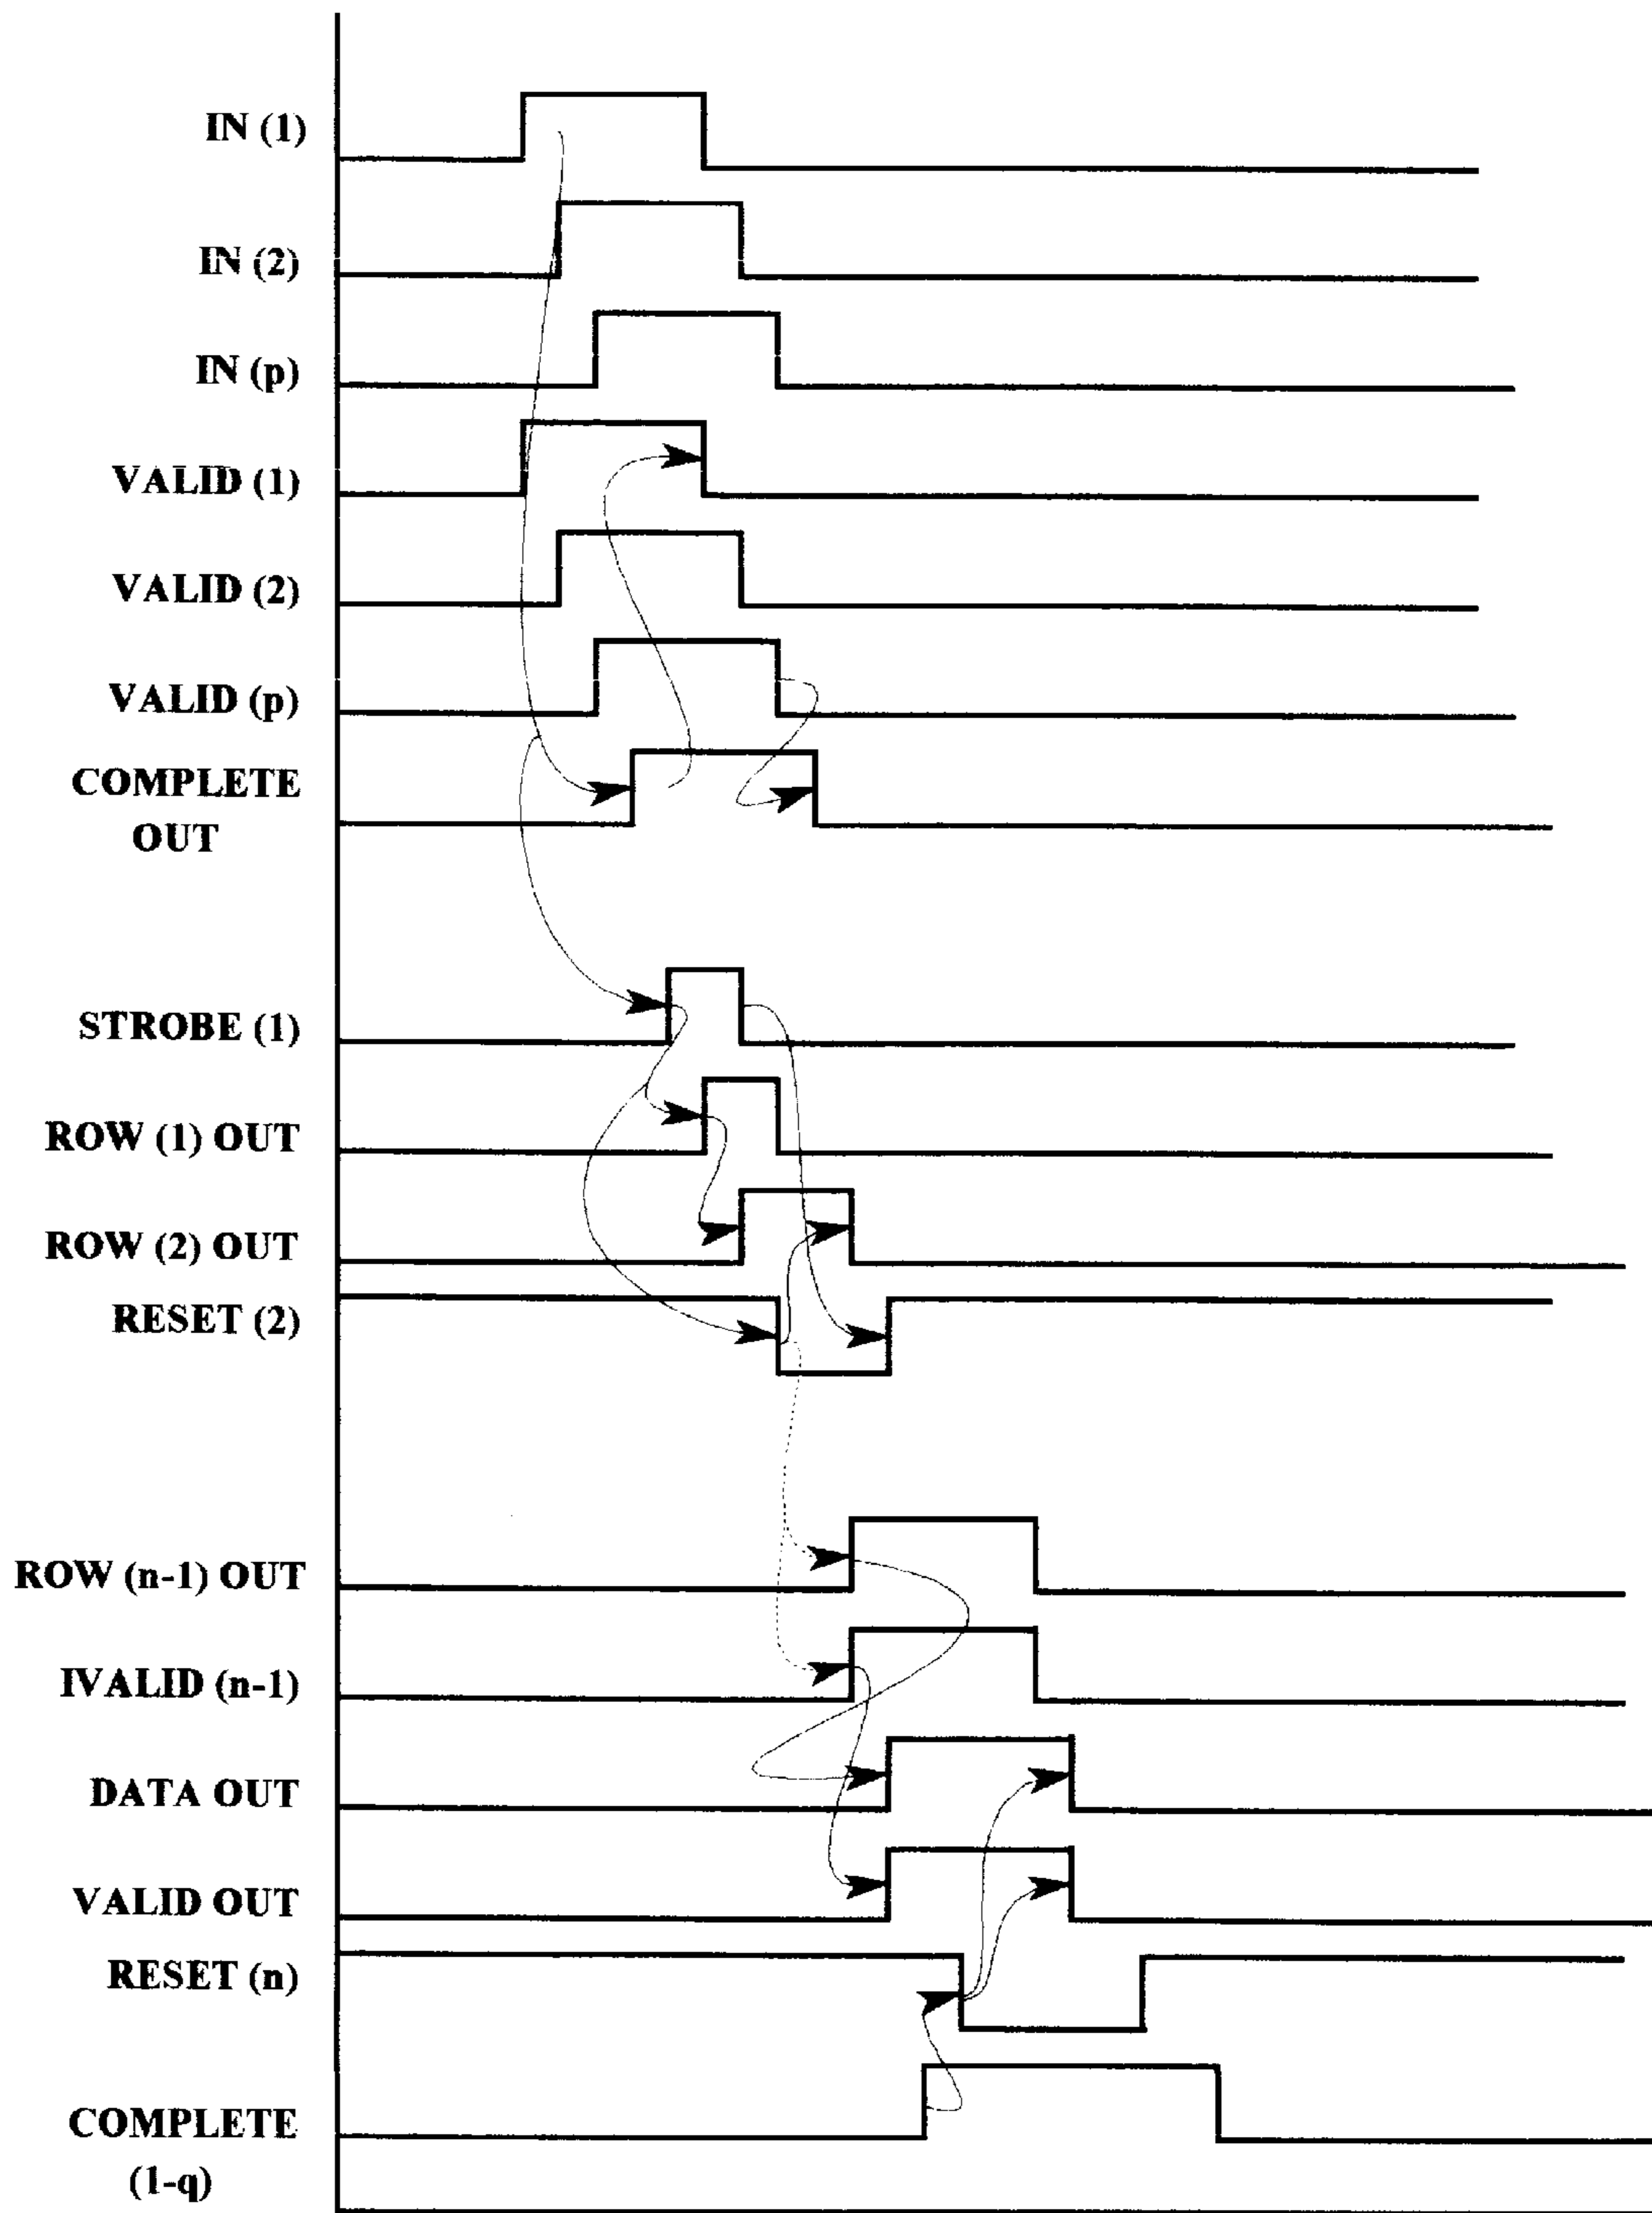 IN (1)
IN (2)
IN (p)
VALID (1)
VALID (2)
VALID (p)
COMPLETE
OUT
STROBE (1)
ROW (1) OUT
ROW (2) OUT
RESET (2)
ROW (n-1) OUT
IVALID (n-1)
DATA OUT
VALID OUT
RESET (n)
COMPLETE
(1-q)